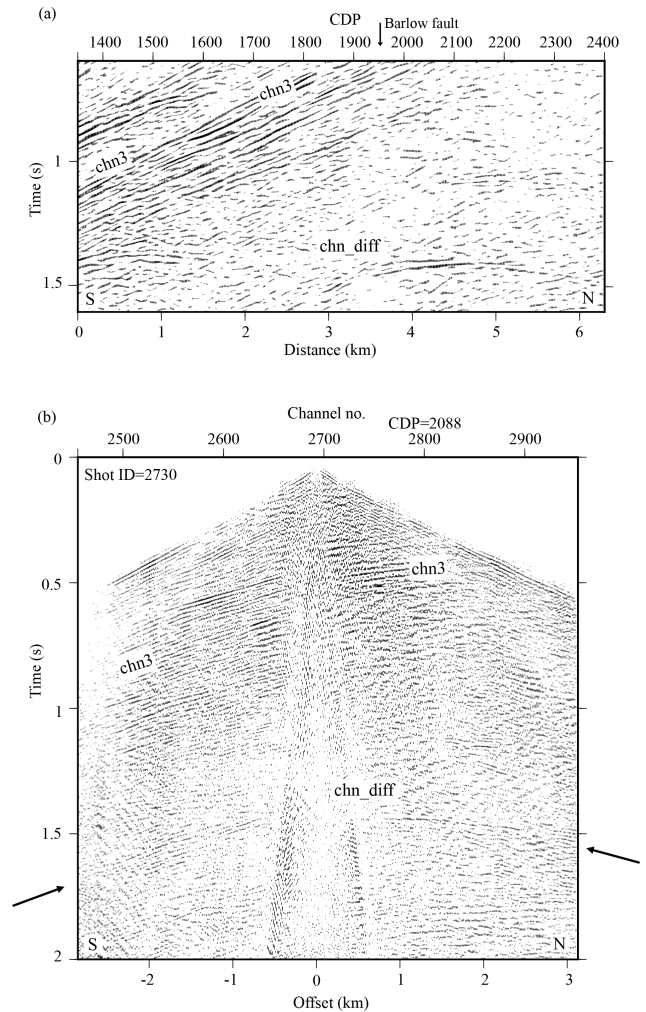 (a)
CDP
Barlow fault
1400 1500 1600 1700 1800 1900 2000 2100 2200 2300 2400
chn3
chn3
chn_diff
1
1.5
Time (s)
S N
0 1 2 3 4 5 6
Distance (km)
(b)
Channel no.
CDP=2088
2500 2600 2700 2800 2900
0
Shot ID=2730
chn3
0.5
chn3
Time (s)
1
chn_diff
1.5
S N
2
-2 -1 0 1 2 3
Offset (km)